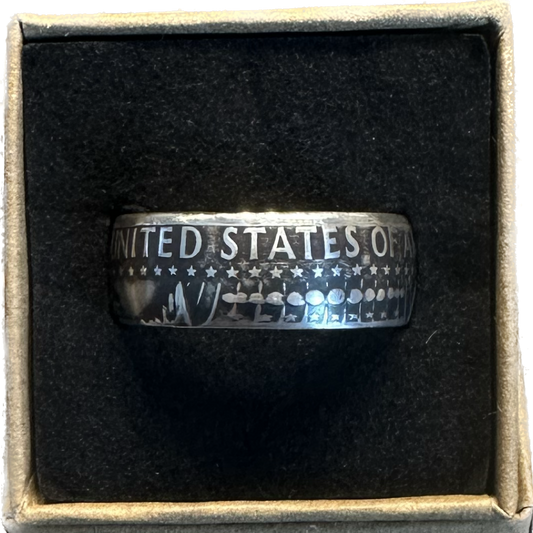 UNITED STATES OF A